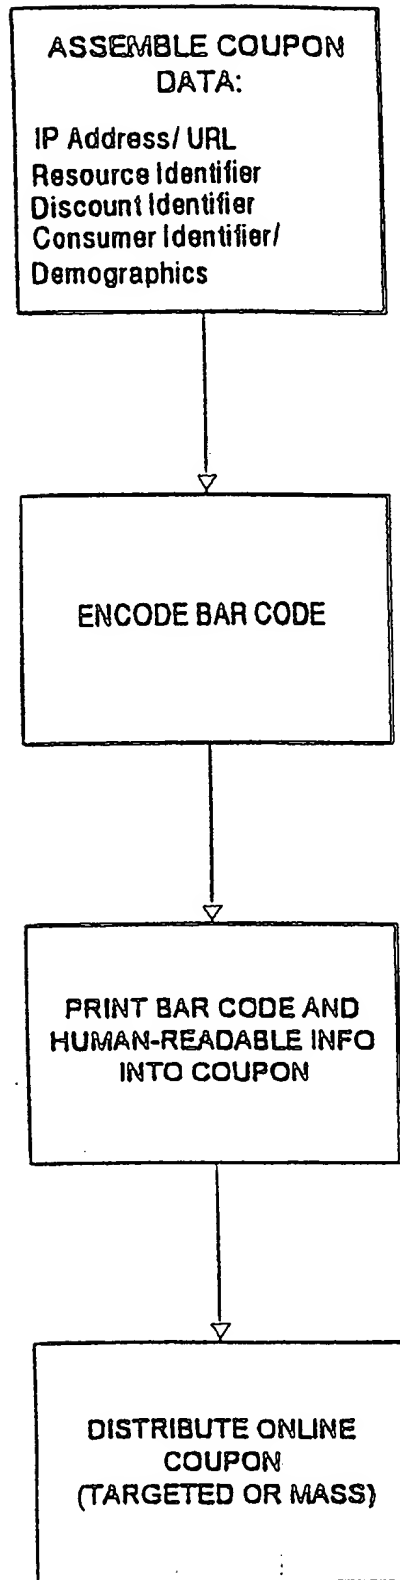 ASSEMBLE COUPON
DATA:
IP Address/ URL
Resource Identifier
Discount Identifier
Consumer Identifier/
Demographics
ENCODE BAR CODE
PRINT BAR CODE AND
HUMAN-READABLE INFO
INTO COUPON
DISTRIBUTE ONLINE
COUPON
(TARGETED OR MASS)